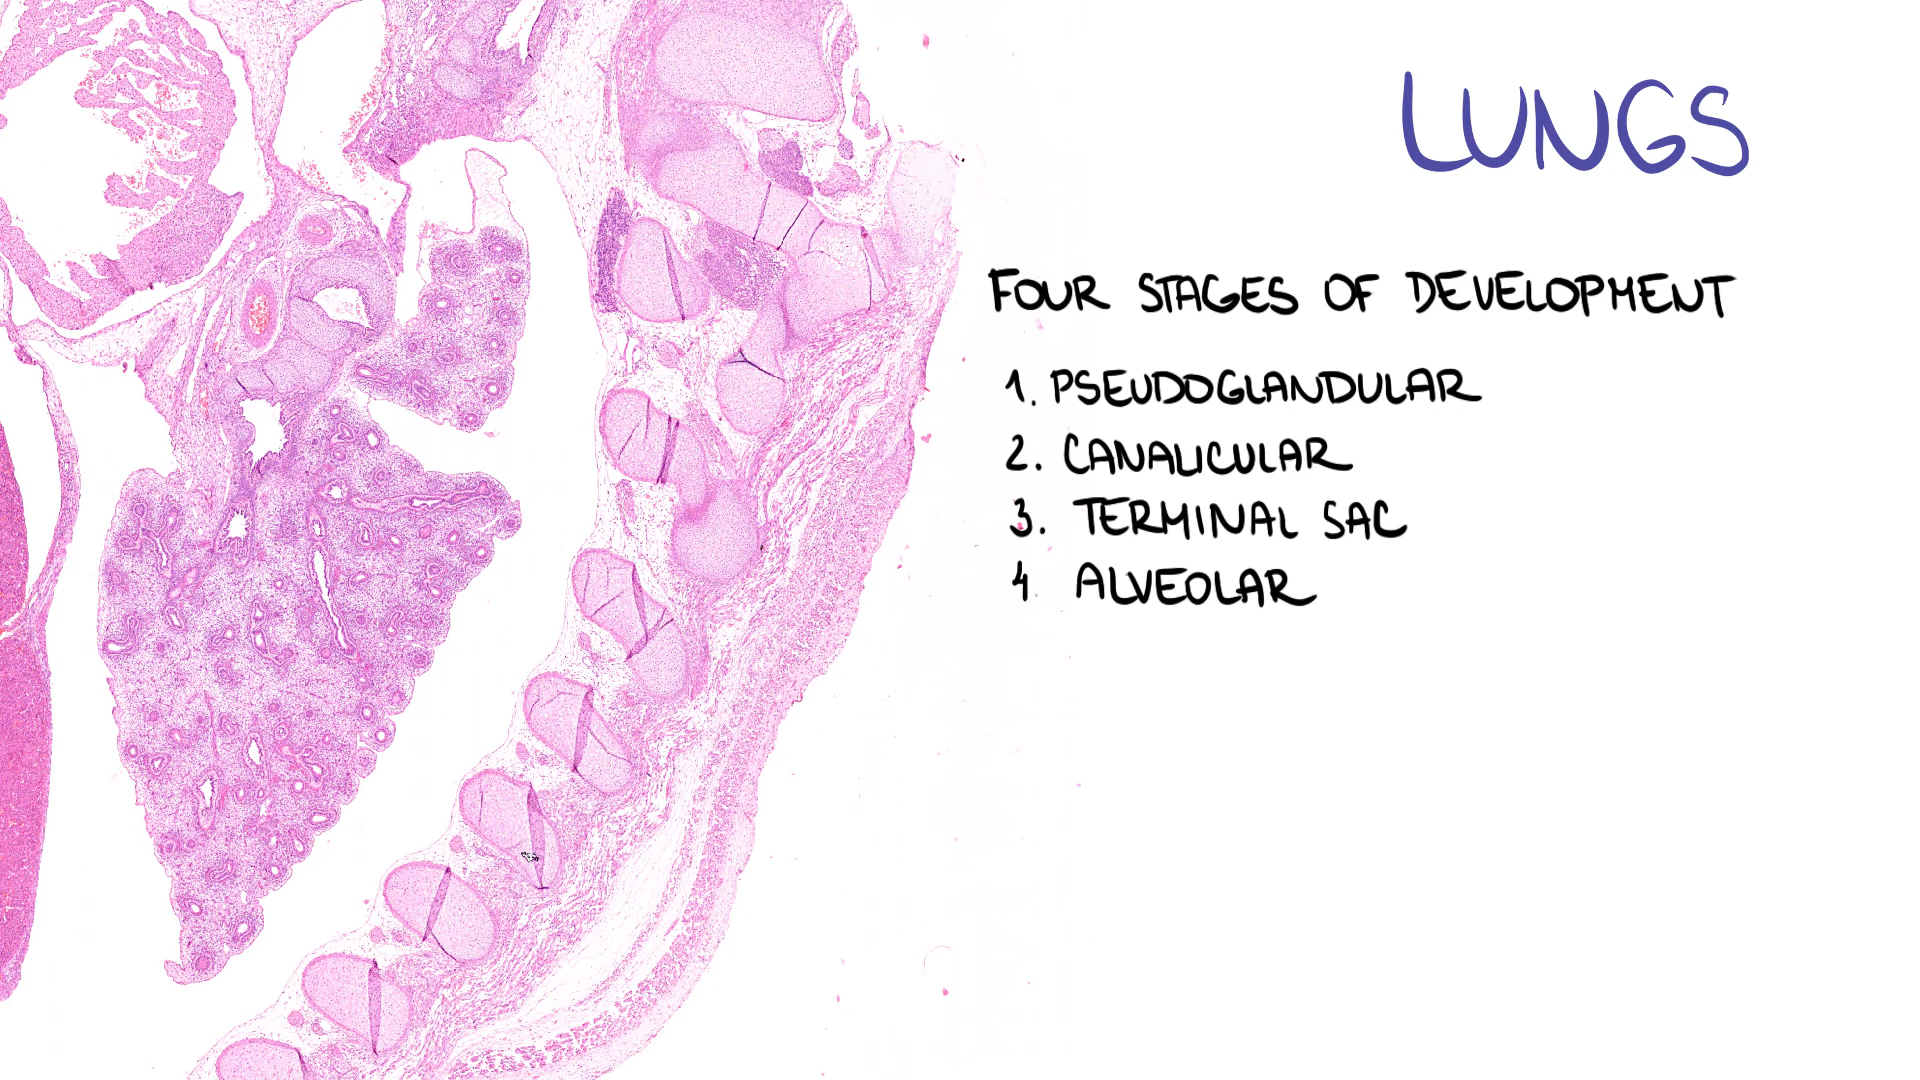 LUNGS
FOUR STAGES OF DEVELOPMENT
1. PSEUDOGLANDULAR
2. CANALICULAR
3. TERMINAL SAC
4 ALVEOLAR